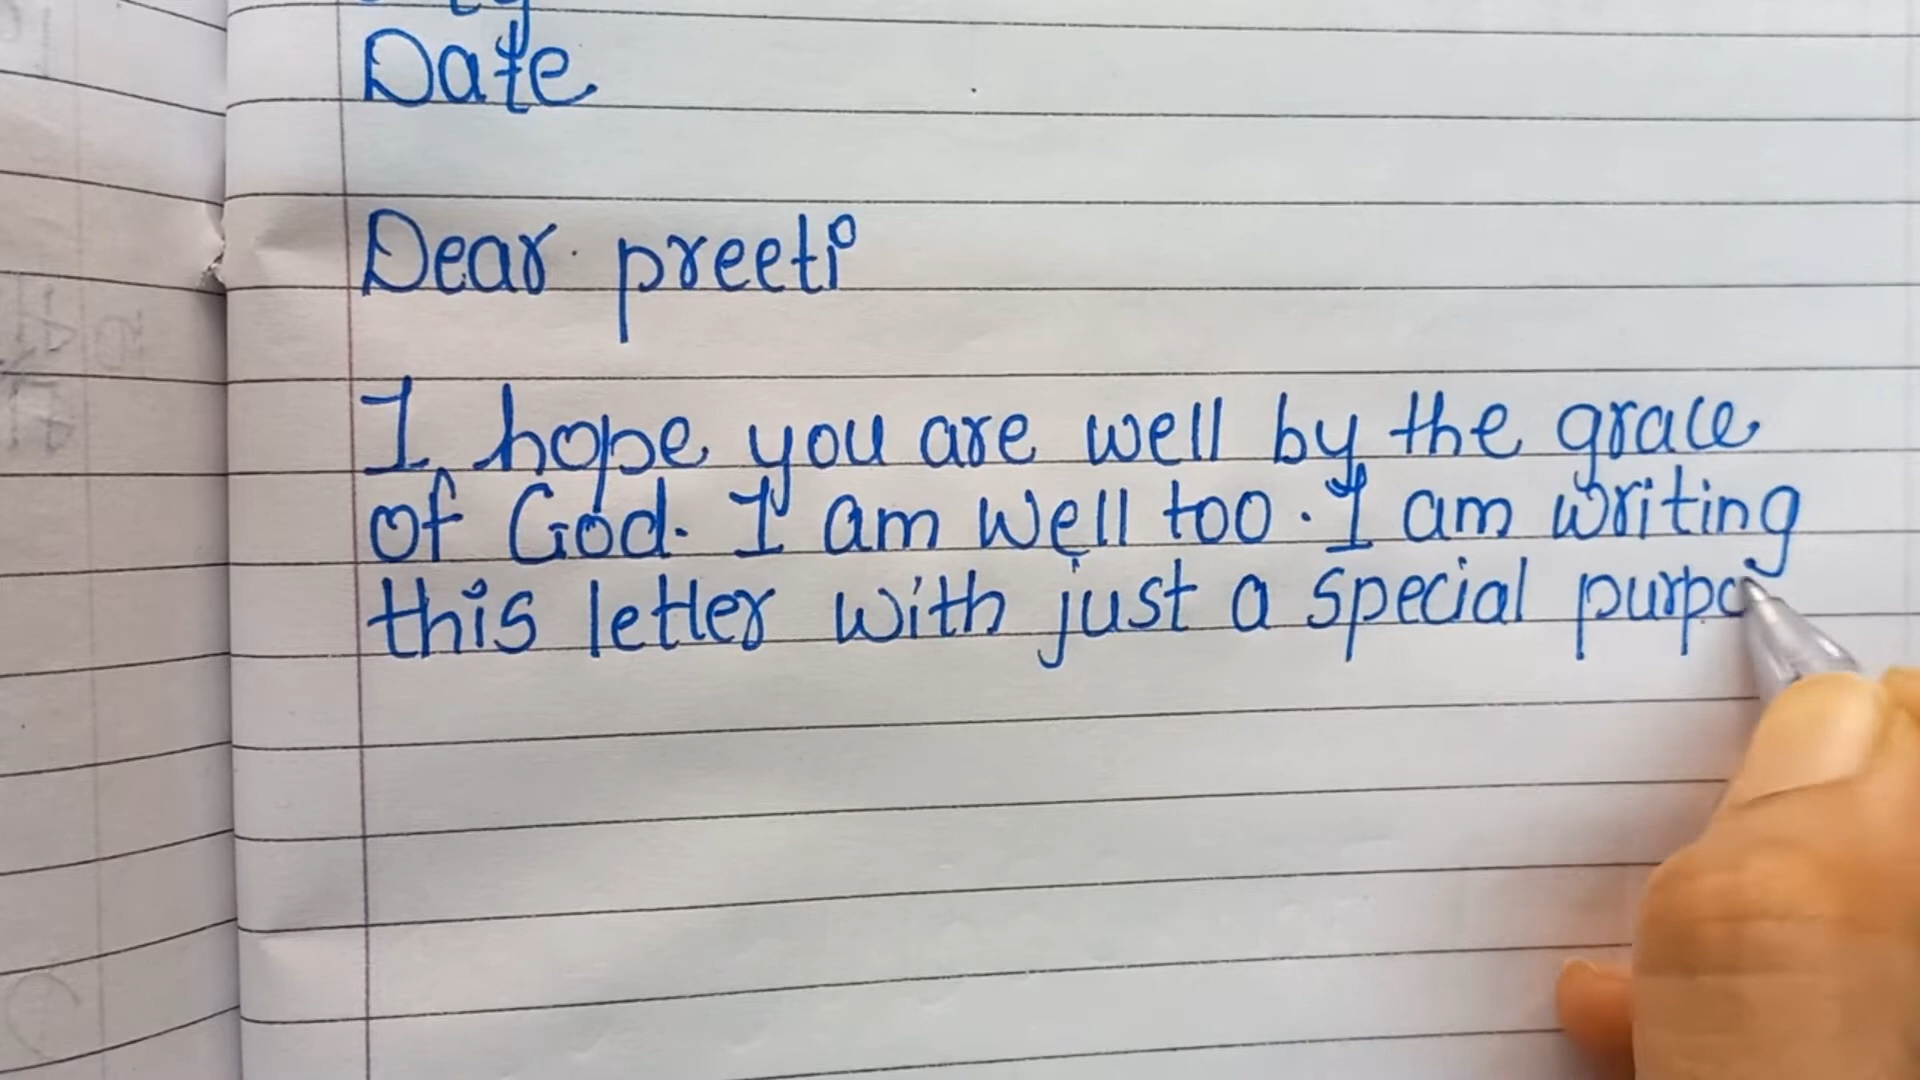 Date
Dear preeti
I hope you are well by the grace
of God. I am well too. I am writing
this letter with just a special purpo